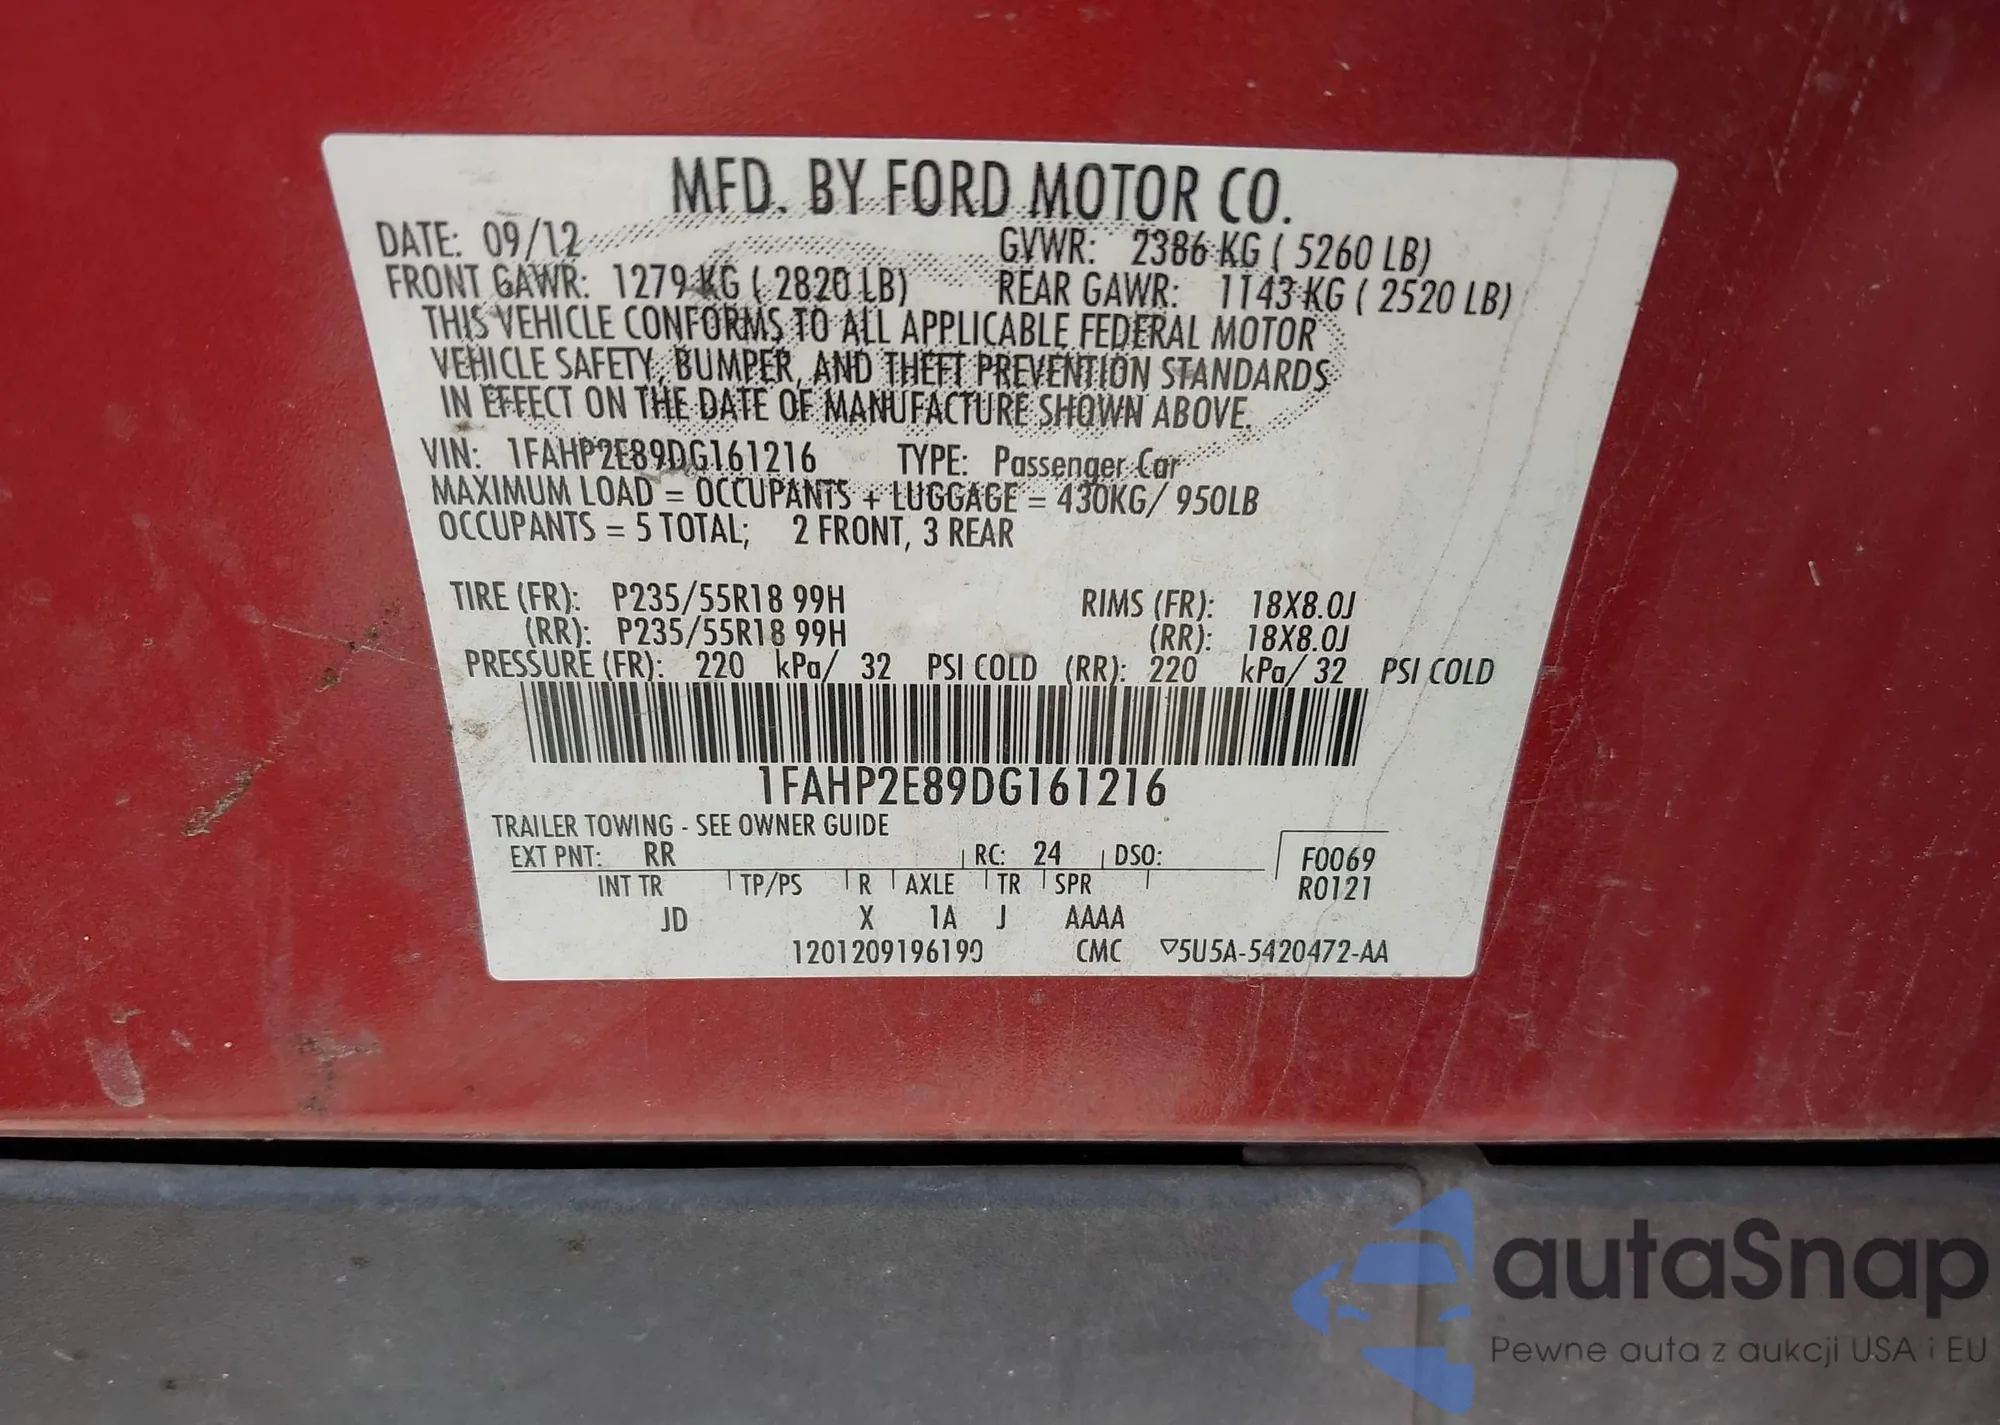 MFD. BY FORD MOTOR CO.
DATE: 09/12 GVWR: 2386 KG ( 5260 LB)
FRONT GAWR: 1279 KG ( 2820 LB) REAR GAWR: 1143 KG ( 2520 LB)
THIS VEHICLE CONFORMS TO ALL APPLICABLE FEDERAL MOTOR
VEHICLE SAFETY, BUMPER, AND THEFT PREVENTION STANDARDS
IN EFFECT ON THE DATE OF MANUFACTURE SHOWN ABOVE.
VIN: 1FAHP2E89DG161216 TYPE: Passenger Car
MAXIMUM LOAD = OCCUPANTS + LUGGAGE = 430KG/ 950LB
OCCUPANTS = 5 TOTAL; 2 FRONT, 3 REAR
TIRE (FR): P235/55R18 99H RIMS (FR): 18X8.0J
(RR): P235/55R18 99H (RR): 18X8.0J
PRESSURE (FR): 220 kPa/ 32 PSI COLD (RR): 220 kPa/ 32 PSI COLD
1FAHP2E89DG161216
TRAILER TOWING - SEE OWNER GUIDE
EXT PNT: RR RC: 24 DSO: F0069
INT TR TP/PS R AXLE TR SPR R0121
JD X 1A J AAAA
1201209196190 CMC ▽5U5A-5420472-AA
autaSnap
Pewne auta z aukcji USA i EU